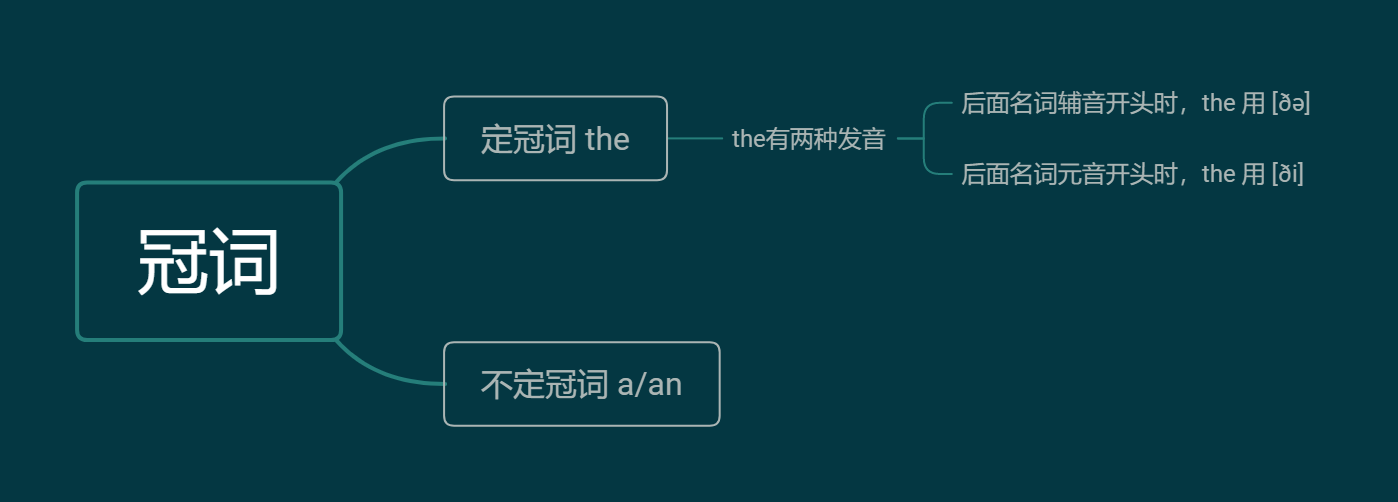 冠词
定冠词 the
the有两种发音
后面名词辅音开头时，the 用 [ðə]
后面名词元音开头时，the 用 [ði]
不定冠词 a/an